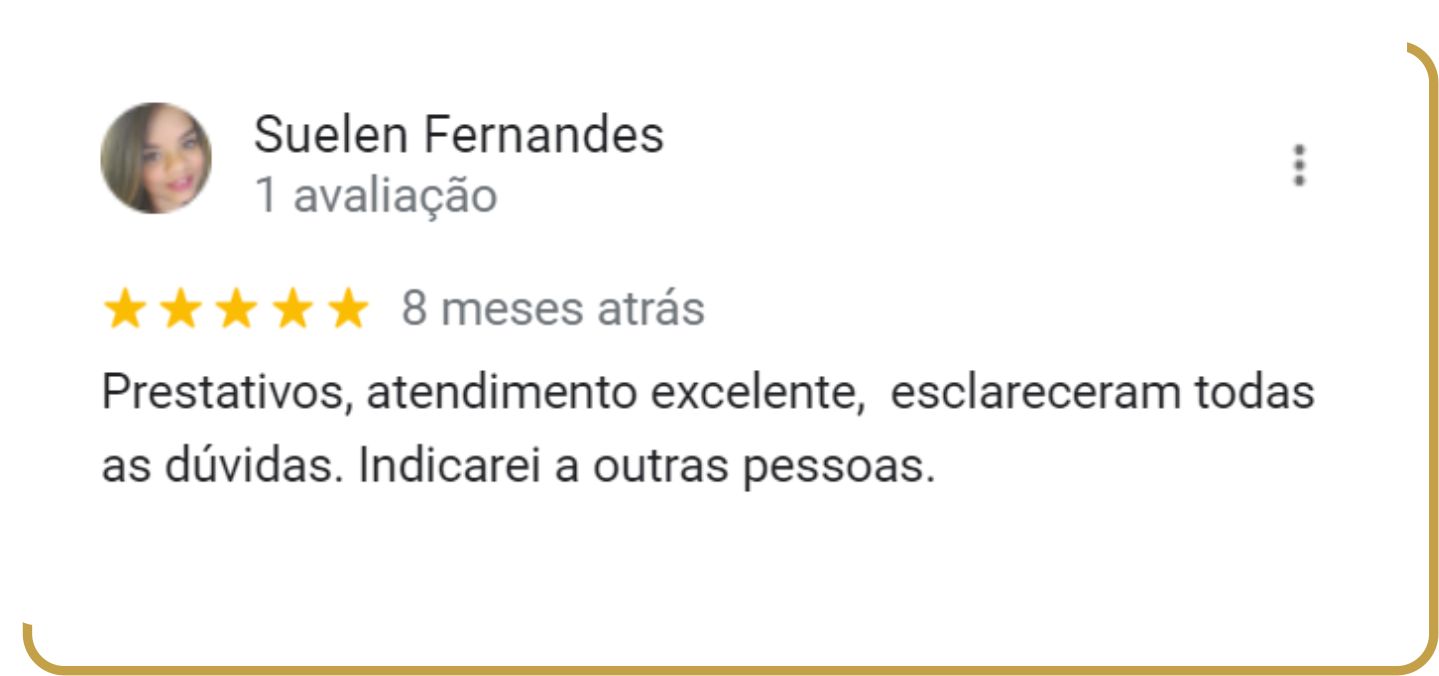 Suelen Fernandes
1 avaliação
8 meses atrás
Prestativos, atendimento excelente,  esclareceram todas
as dúvidas. Indicarei a outras pessoas.